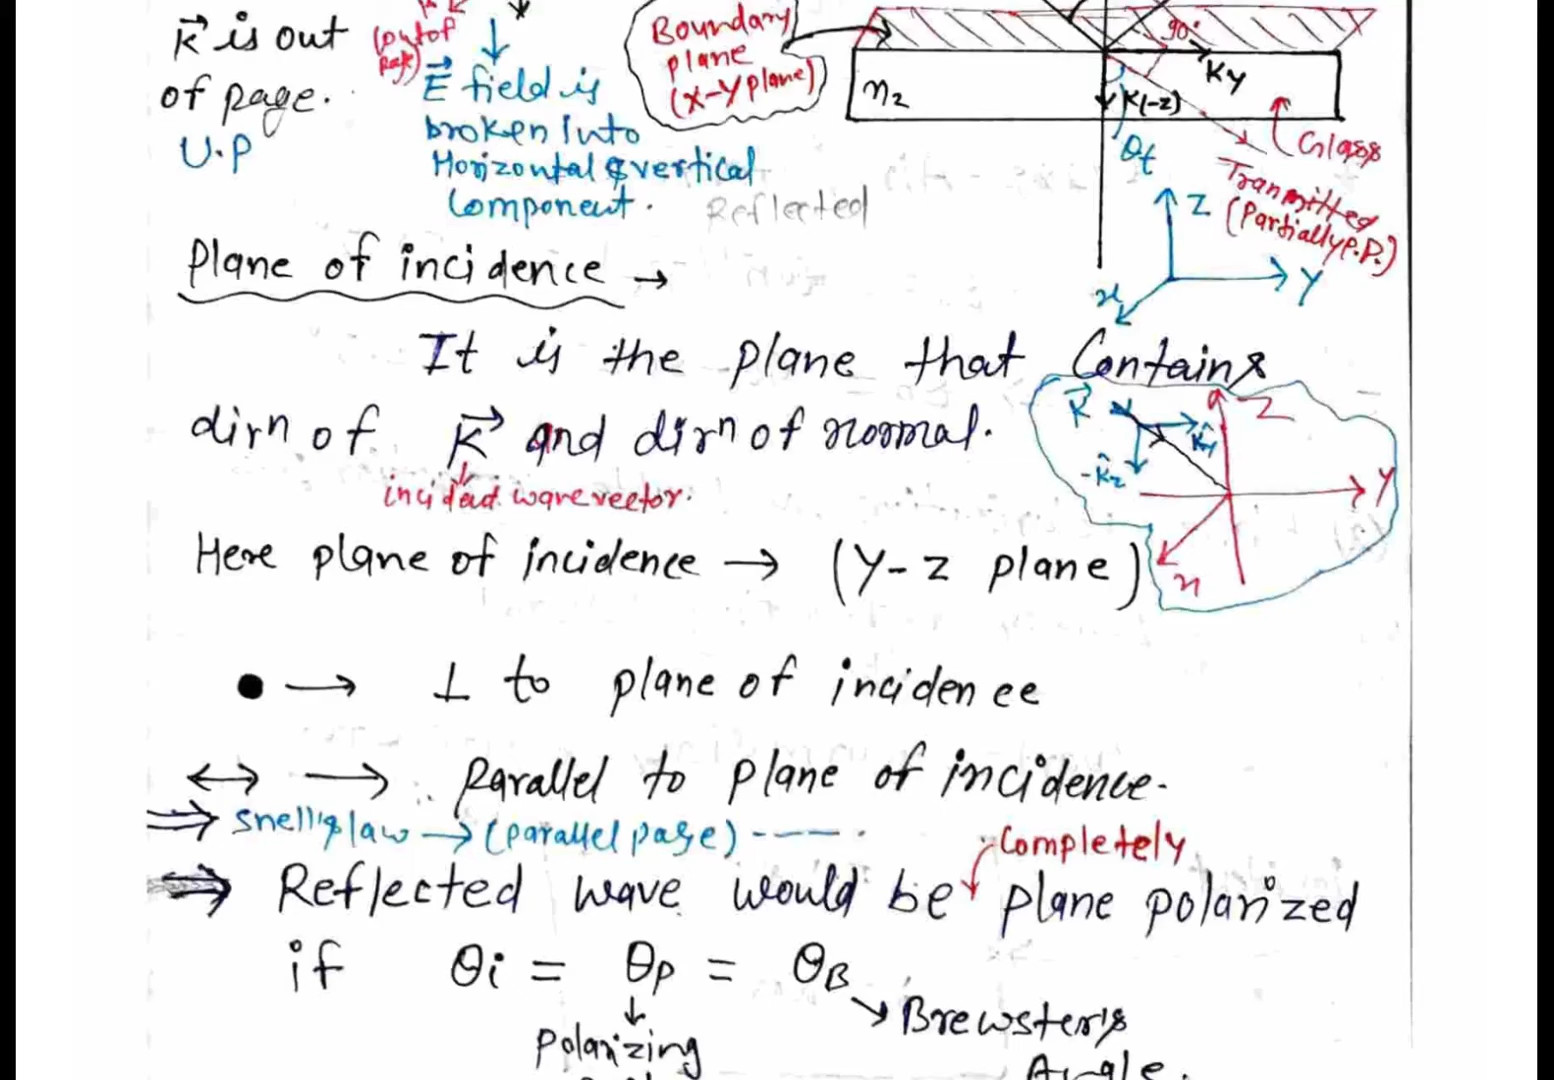 K is out
of page.
U.P
(out of
page)
E field is
broken into
Horizontal & vertical
Component.
Reflected
Boundary
plane
(x-y plane)
n2
90°
Ky
K(-z)
θt
Glass
Transmitted
(Partially P.P.)
Z
Y
x
Plane of incidence →
It is the plane that Contains
dirn of K and dirn of normal.
incident wave vector.
K
Z
K̂y
-K̂z
Y
x
Here plane of incidence → (Y-z plane)
● → ⊥ to plane of incidence
↔ → parallel to plane of incidence.
⇒ snell's law → (parallel page) ----.
Completely
⇒ Reflected wave would be plane polarized
if θi = θP = θB
Polarizing
Brewster's
Angle.